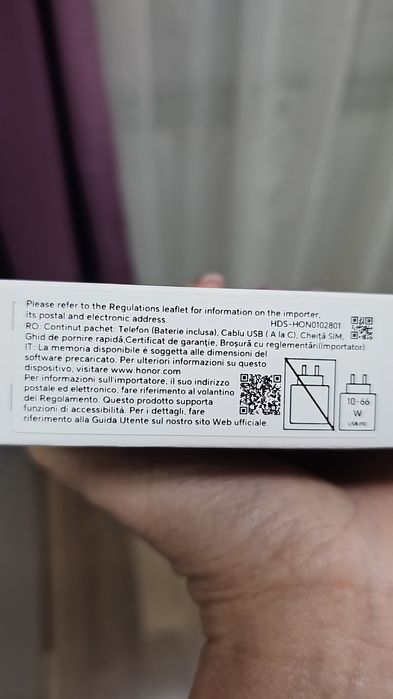 Please refer to the Regulations leaflet for information on the importer,
its postal and electronic address.
HDS-HON0102801
RO: Continut pachet: Telefon (Baterie inclusa), Cablu USB ( A la C), Cheiță SIM,
Ghid de pornire rapidă,Certificat de garanție, Broșură cu reglementări(Importator)
IT: La memoria disponibile è soggetta alle dimensioni del
software precaricato. Per ulteriori informazioni su questo
dispositivo, visitare www.honor.com
Per informazioni sull'importatore, il suo indirizzo
postale ed elettronico, fare riferimento al volantino
del Regolamento. Questo prodotto supporta
funzioni di accessibilità. Per i dettagli, fare
riferimento alla Guida Utente sul nostro sito Web ufficiale.
10-66
W
USB PD